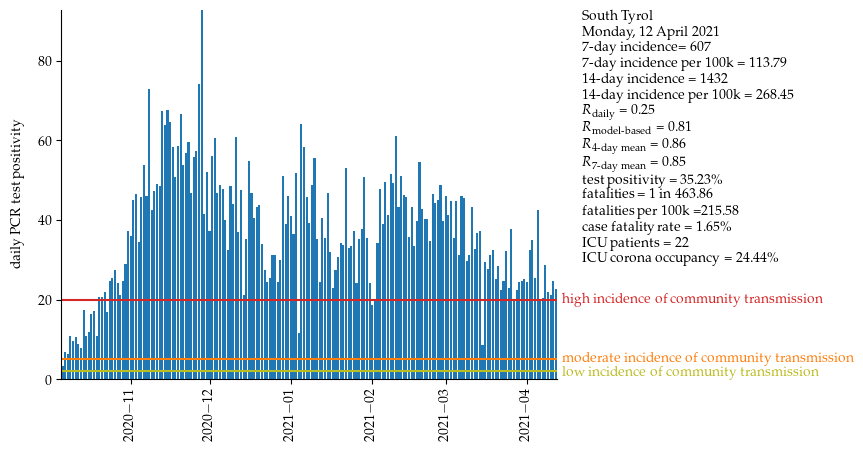 South Tyrol
Monday, 12 April 2021
7-day incidence= 607
7-day incidence per 100k = 113.79
14-day incidence = 1432
14-day incidence per 100k = 268.45
R_daily = 0.25
R_model-based = 0.81
R_4-day mean = 0.86
R_7-day mean = 0.85
test positivity = 35.23%
fatalities = 1 in 463.86
fatalities per 100k =215.58
case fatality rate = 1.65%
ICU patients = 22
ICU corona occupancy = 24.44%
daily PCR test positivity
80
60
40
20
0
high incidence of community transmission
moderate incidence of community transmission
low incidence of community transmission
2020−11
2020−12
2021−01
2021−02
2021−03
2021−04